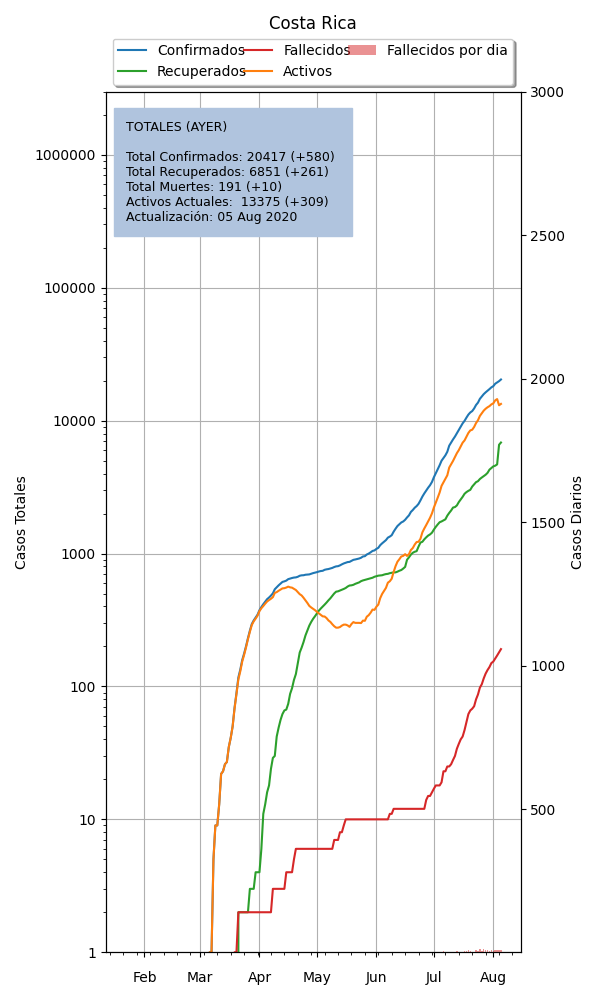 Costa Rica
Confirmados
Recuperados
Fallecidos
Activos
Fallecidos por dia
TOTALES (AYER)
Total Confirmados: 20417 (+580)
Total Recuperados: 6851 (+261)
Total Muertes: 191 (+10)
Activos Actuales:  13375 (+309)
Actualización: 05 Aug 2020
Casos Totales
1000000
100000
10000
1000
100
10
1
Feb
Mar
Apr
May
Jun
Jul
Aug
3000
2500
2000
1500
1000
500
Casos Diarios